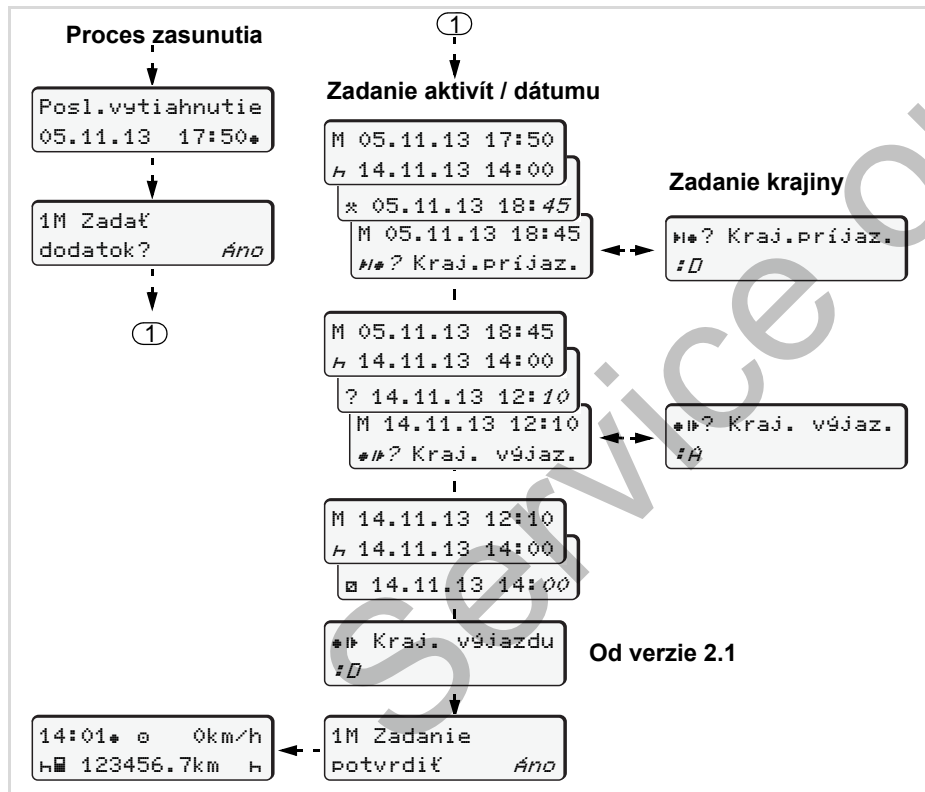 Proces zasunutia
Posl.vytiahnutie
05.11.13 17:50
1M Zadať
dodatok? Áno
1
1
Zadanie aktivít / dátumu
M 05.11.13 17:50
14.11.13 14:00
05.11.13 18:45
M 05.11.13 18:45
? Kraj.príjaz.
Zadanie krajiny
? Kraj.príjaz.
:D
M 05.11.13 18:45
14.11.13 14:00
? 14.11.13 12:10
M 14.11.13 12:10
? Kraj. výjaz.
? Kraj. výjaz.
:A
M 14.11.13 12:10
14.11.13 14:00
14.11.13 14:00
Kraj. výjazdu
:D
Od verzie 2.1
1M Zadanie
potvrdiť Áno
14:01 0km/h
123456.7km
Service o